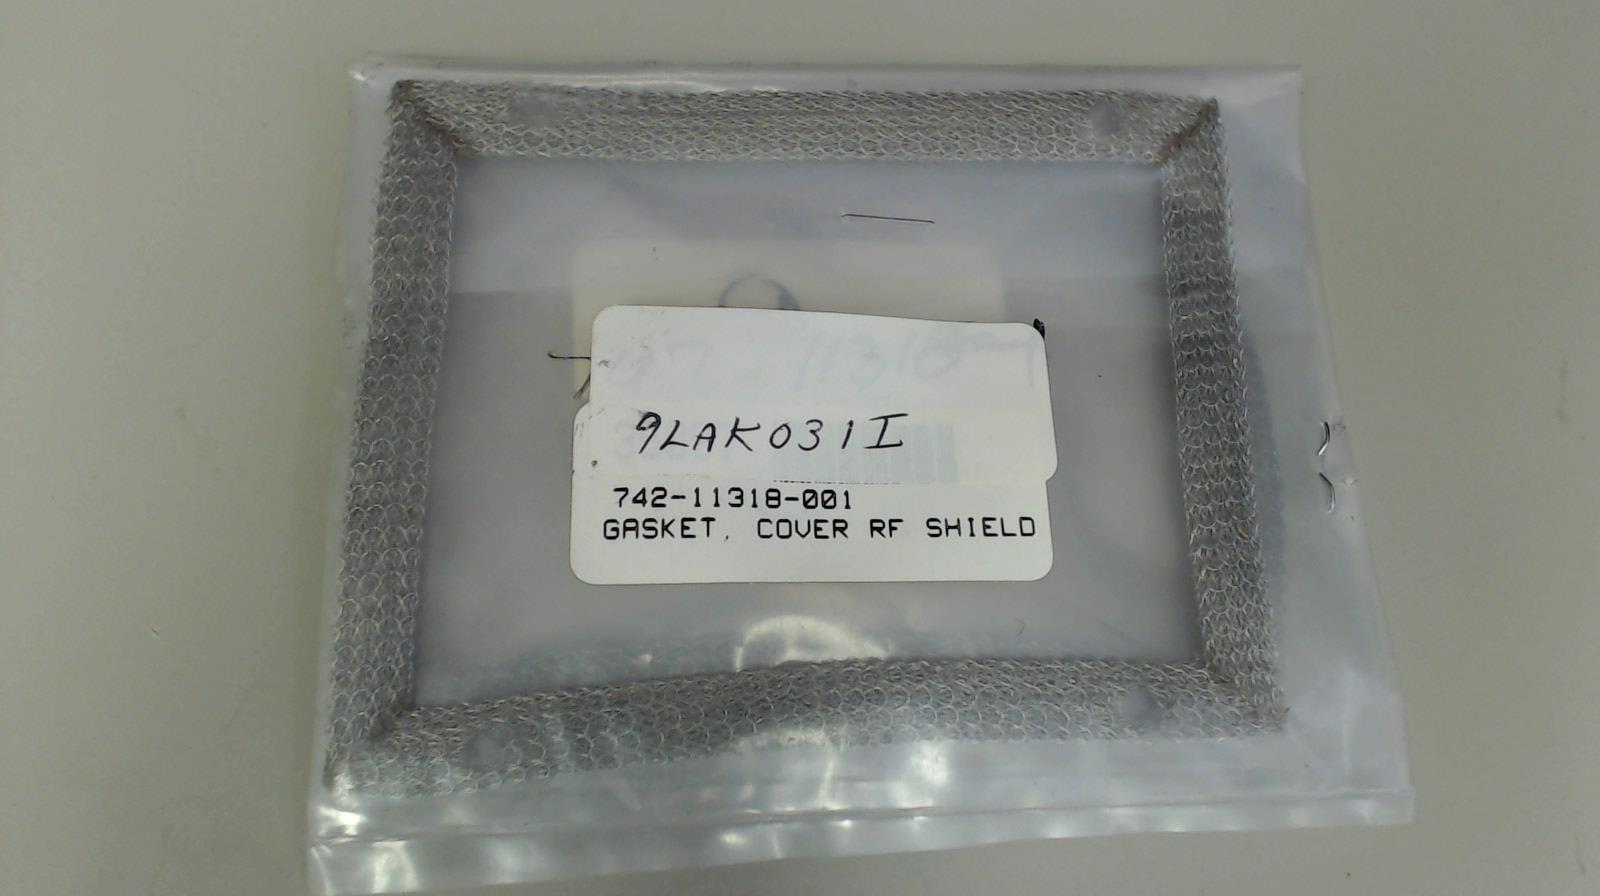 9LAK031I
742-11318-001
GASKET, COVER RF SHIELD